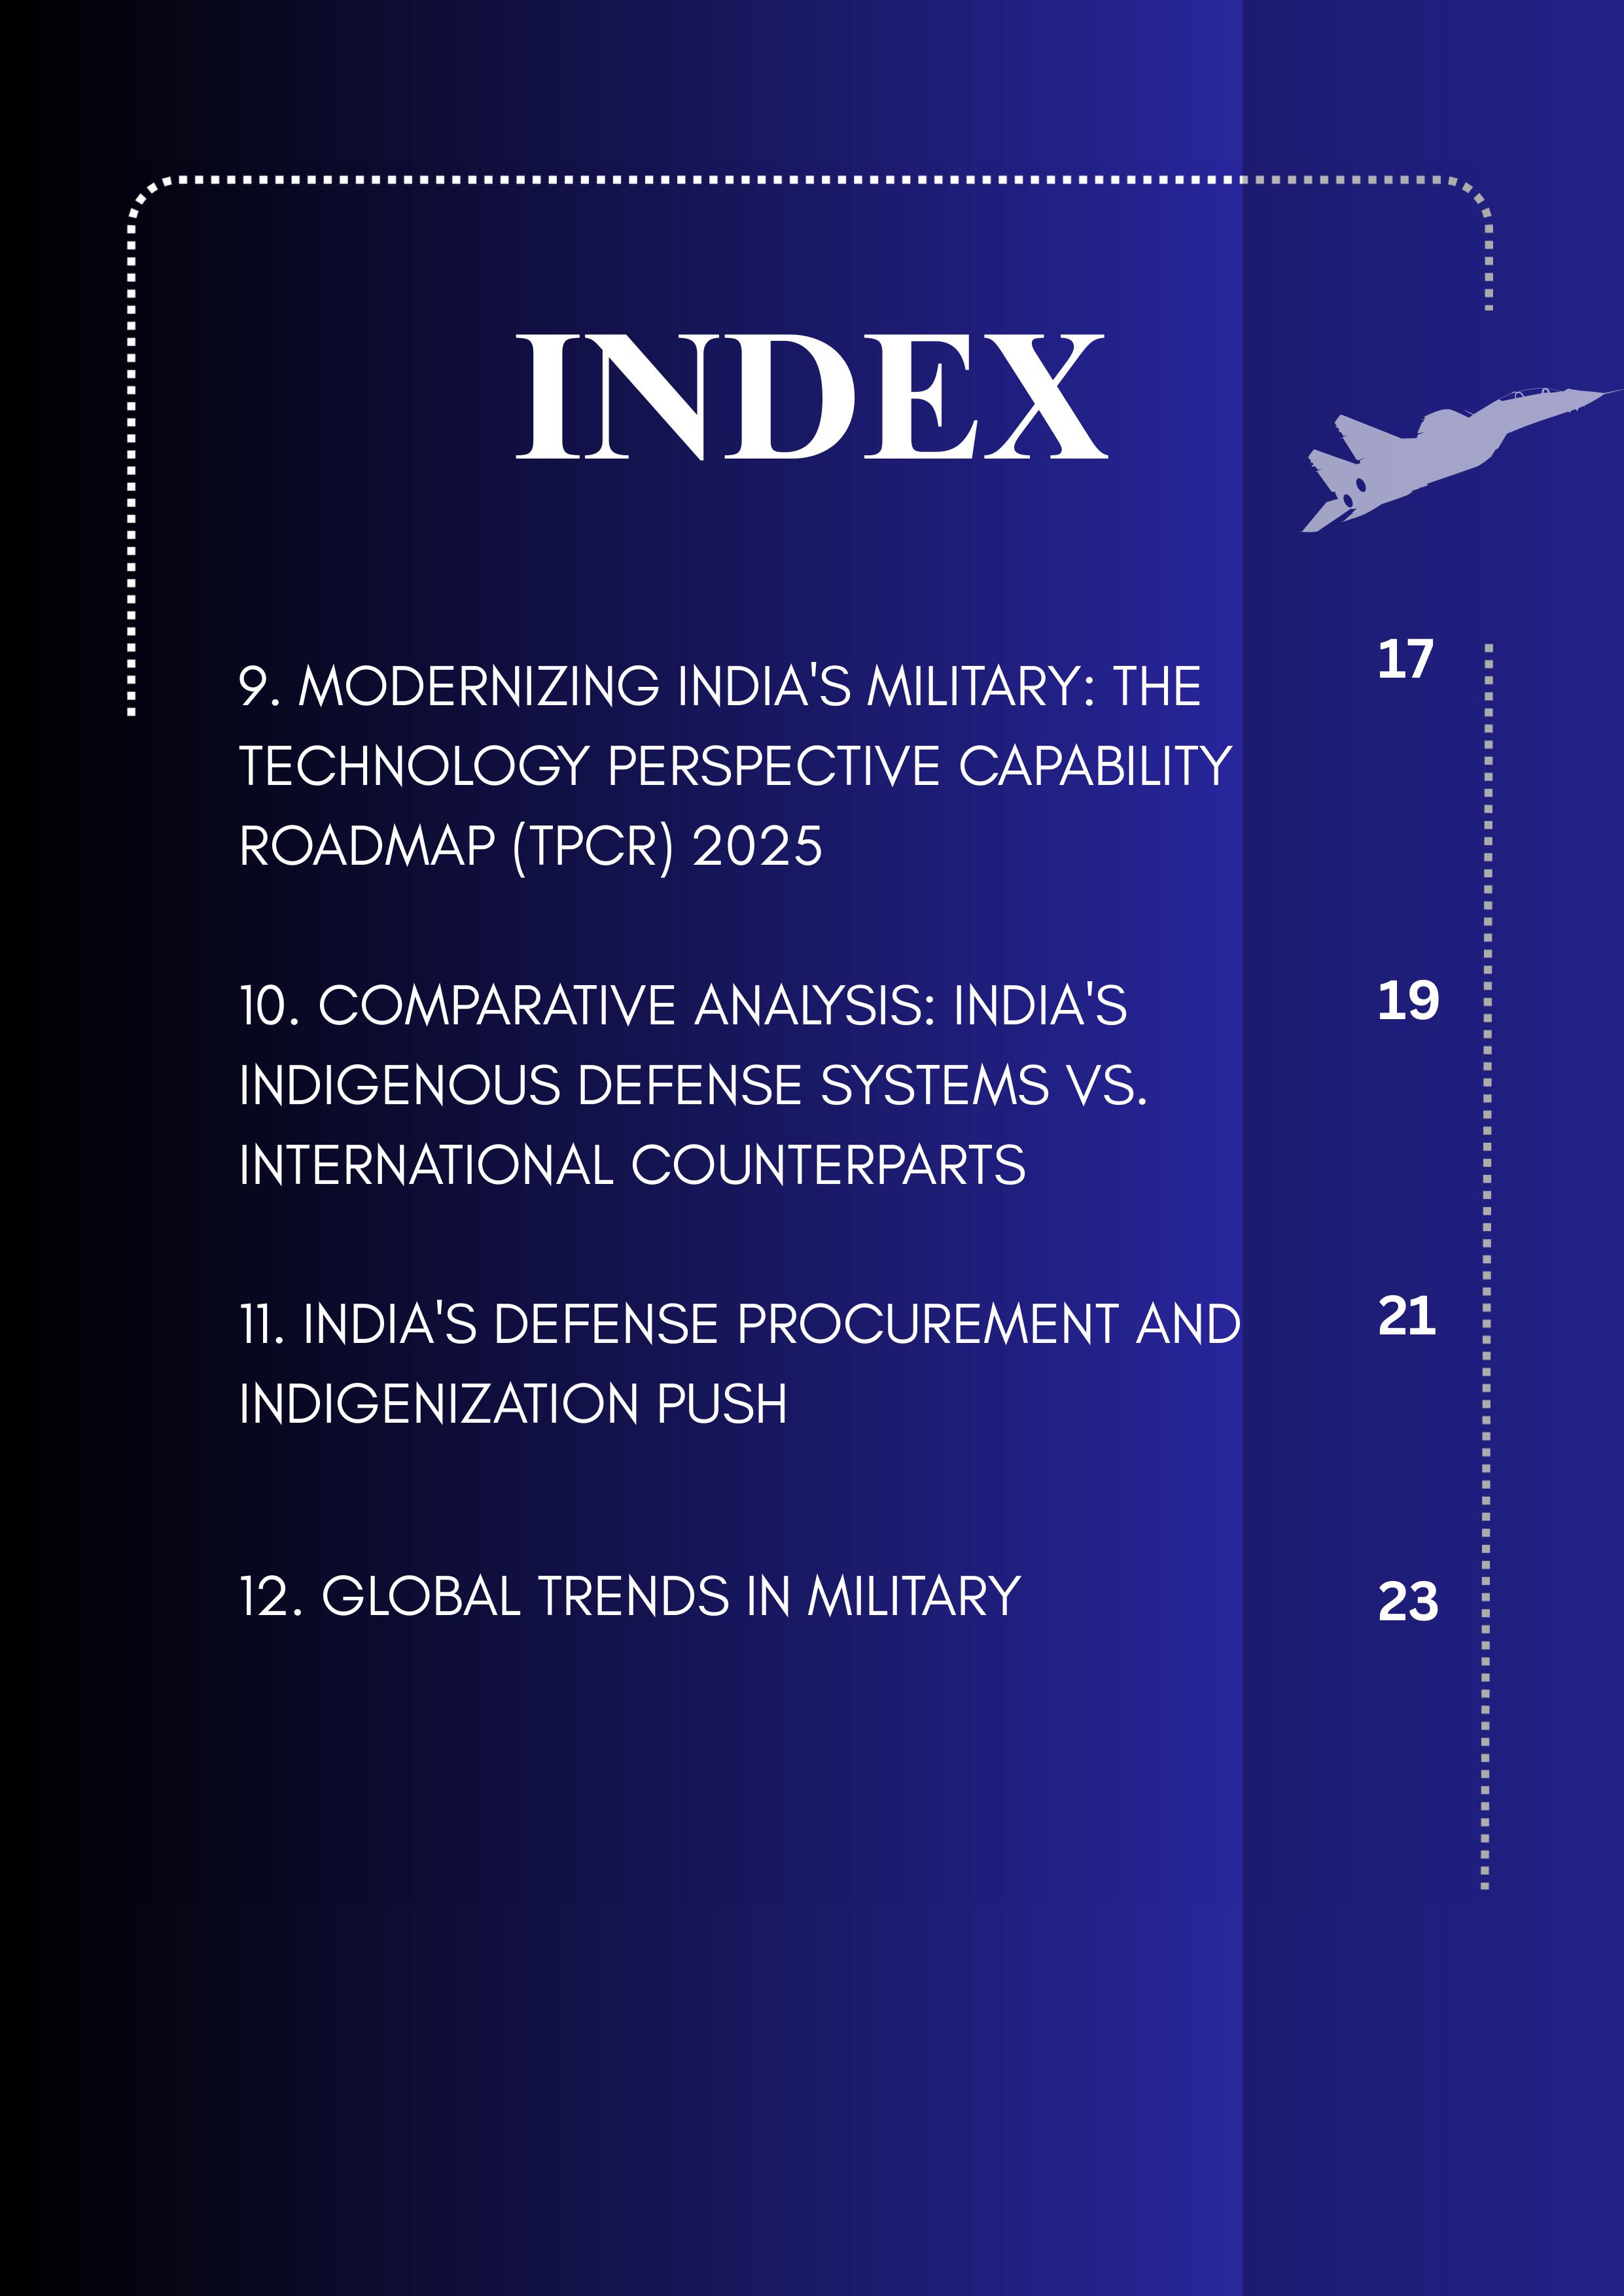 INDEX
9. MODERNIZING INDIA'S MILITARY: THE
TECHNOLOGY PERSPECTIVE CAPABILITY
ROADMAP (TPCR) 2025
17
10. COMPARATIVE ANALYSIS: INDIA'S
INDIGENOUS DEFENSE SYSTEMS VS.
INTERNATIONAL COUNTERPARTS
19
11. INDIA'S DEFENSE PROCUREMENT AND
INDIGENIZATION PUSH
21
12. GLOBAL TRENDS IN MILITARY
23